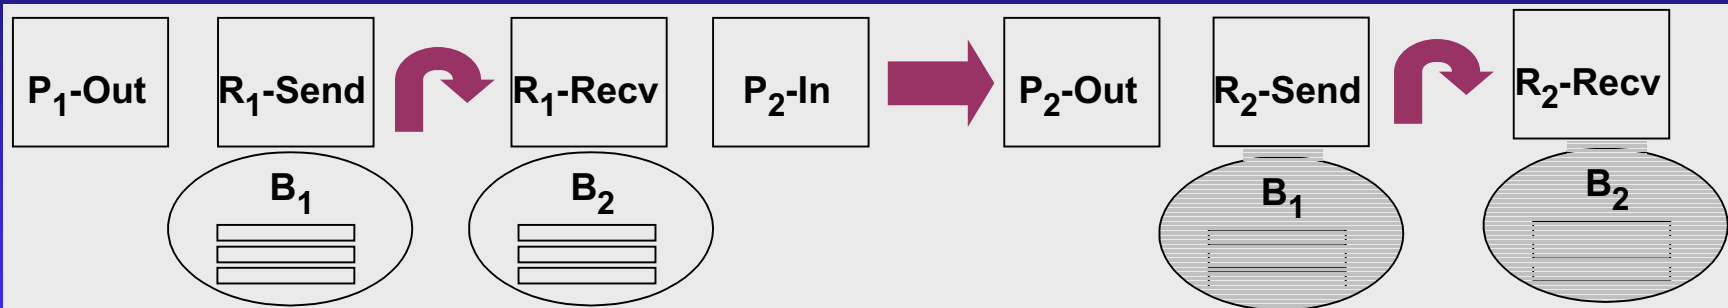 P1-Out R1-Send R1-Recv P2-In P2-Out R2-Send R2-Recv
B1 B2 B1 B2